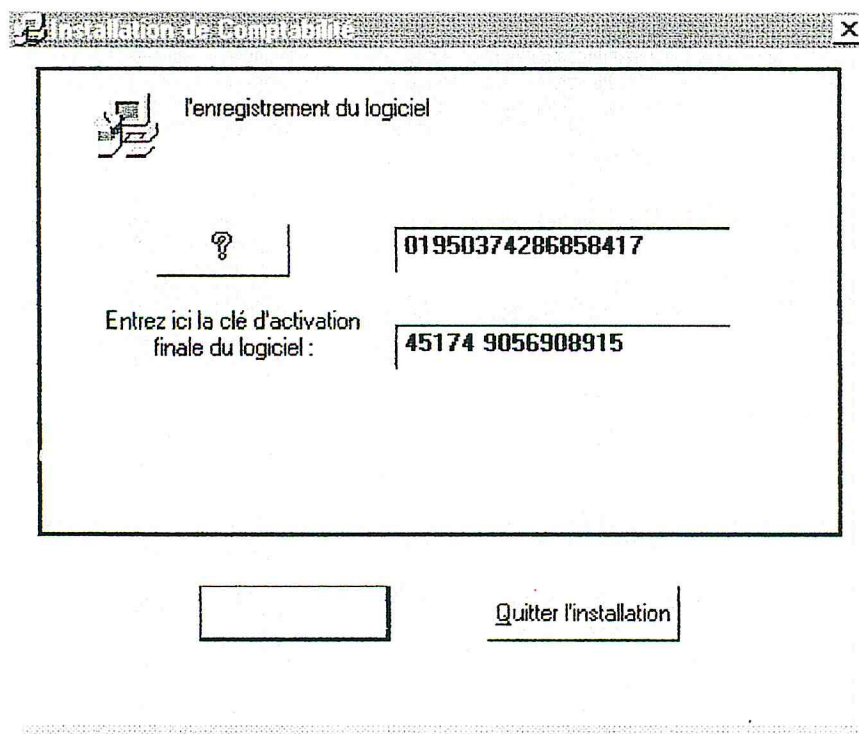 Installation de Comptabilité
l'enregistrement du logiciel
?
01950374286858417
Entrez ici la clé d'activation
finale du logiciel :
45174 9056908915
Quitter l'installation